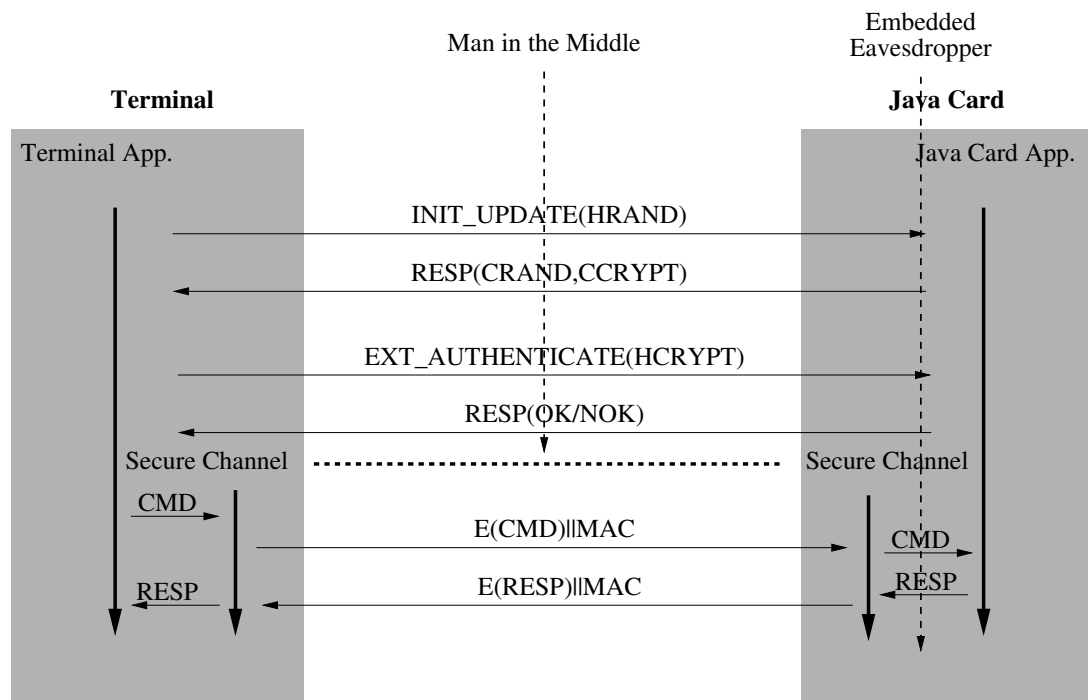 Embedded
Eavesdropper
Man in the Middle
Terminal
Java Card
Terminal App.
Java Card App.
INIT_UPDATE(HRAND)
RESP(CRAND,CCRYPT)
EXT_AUTHENTICATE(HCRYPT)
RESP(OK/NOK)
Secure Channel
Secure Channel
CMD
E(CMD)||MAC
CMD
RESP
E(RESP)||MAC
RESP